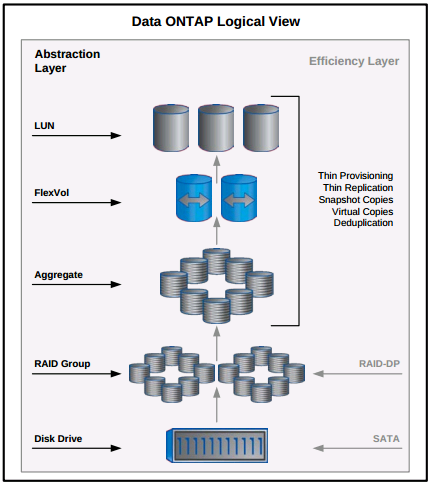 Data ONTAP Logical View
Abstraction
Layer
Efficiency Layer
LUN
FlexVol
Thin Provisioning
Thin Replication
Snapshot Copies
Virtual Copies
Deduplication
Aggregate
RAID Group
RAID-DP
Disk Drive
SATA